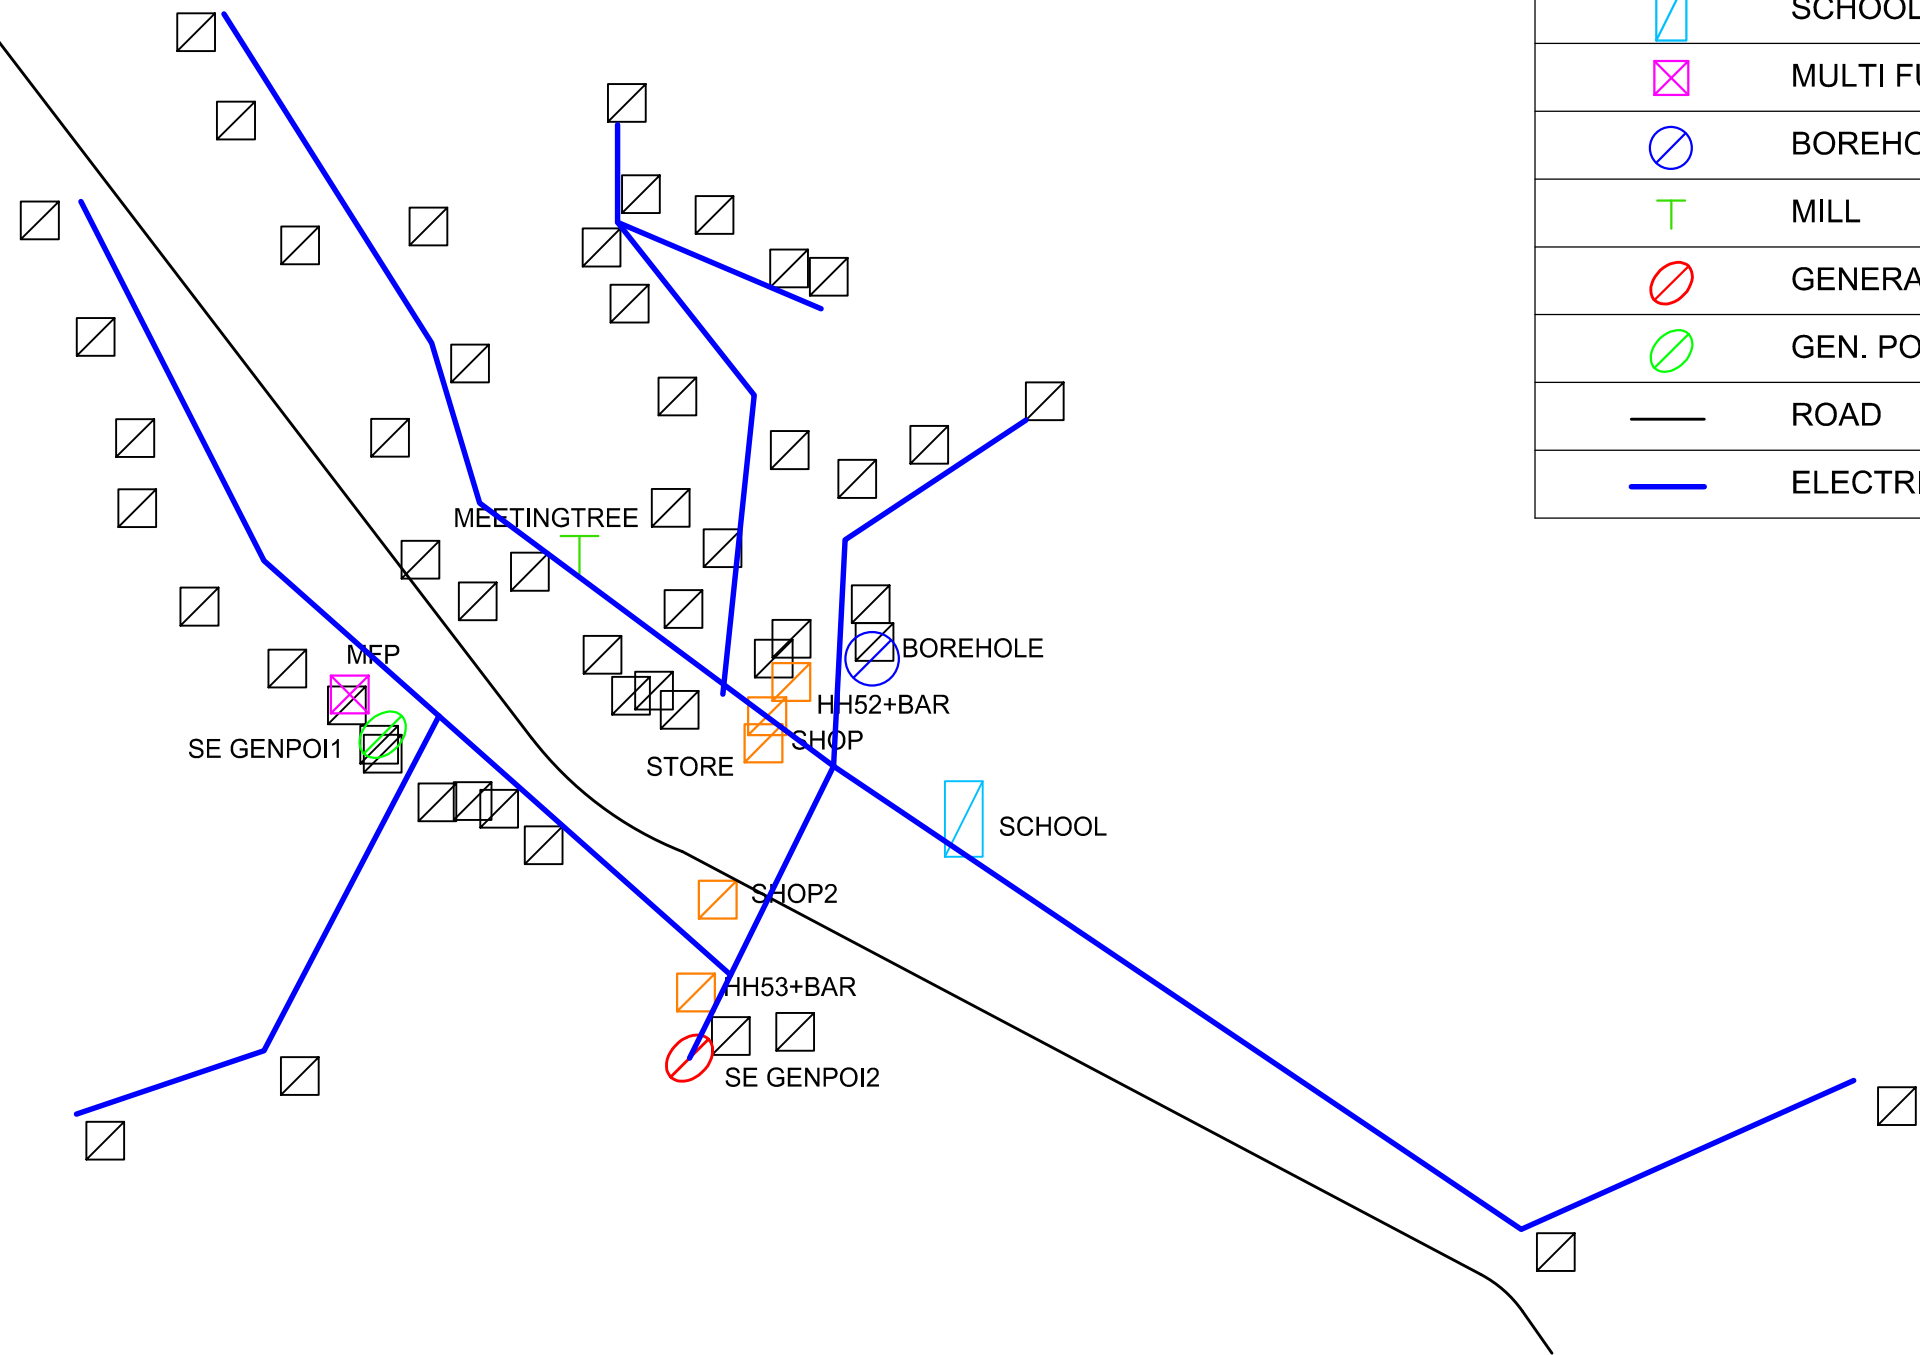 SCHOOL
MULTI FU
BOREHO
MILL
GENERA
GEN. PO
ROAD
ELECTRI
MEETINGTREE
MFP
BOREHOLE
HH52+BAR
SE GENPOI1
SHOP
STORE
SCHOOL
SHOP2
HH53+BAR
SE GENPOI2